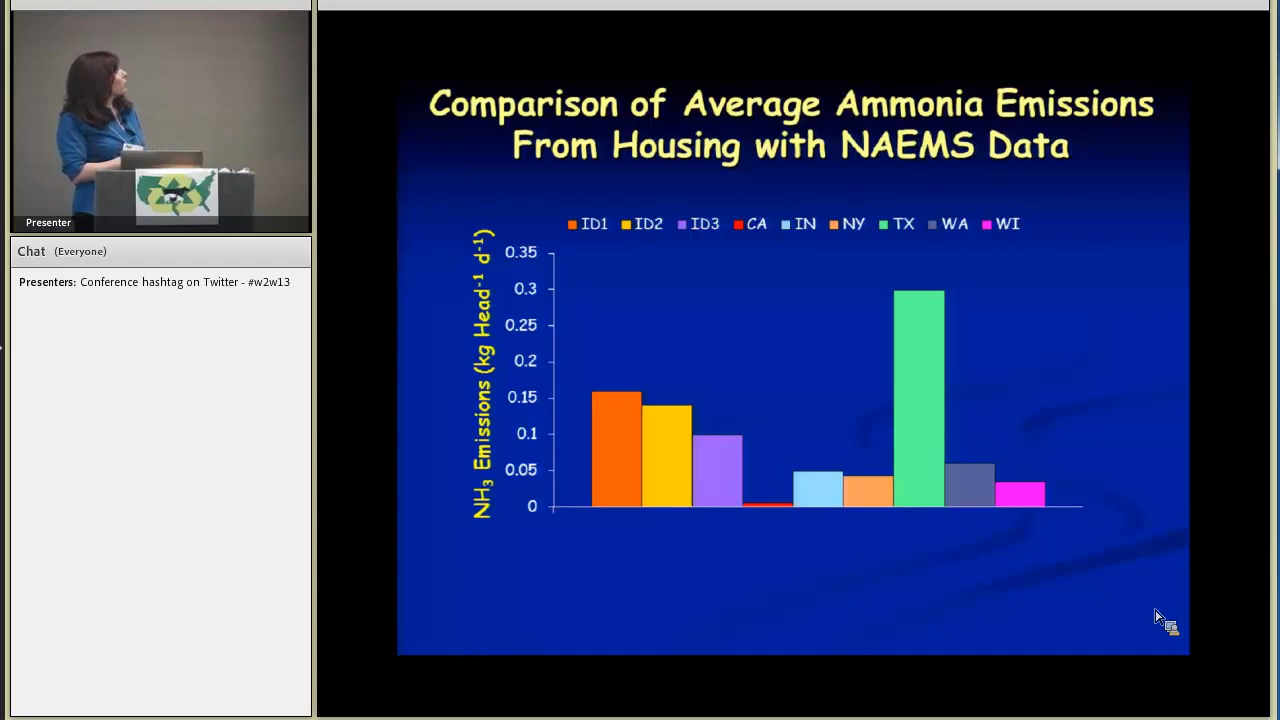 Presenter
Chat (Everyone)
Presenters: Conference hashtag on Twitter - #w2w13
Comparison of Average Ammonia Emissions
From Housing with NAEMS Data
ID1 ID2 ID3 CA IN NY TX WA WI
NH₃ Emissions (kg Head⁻¹ d⁻¹)
0.35
0.3
0.25
0.2
0.15
0.1
0.05
0